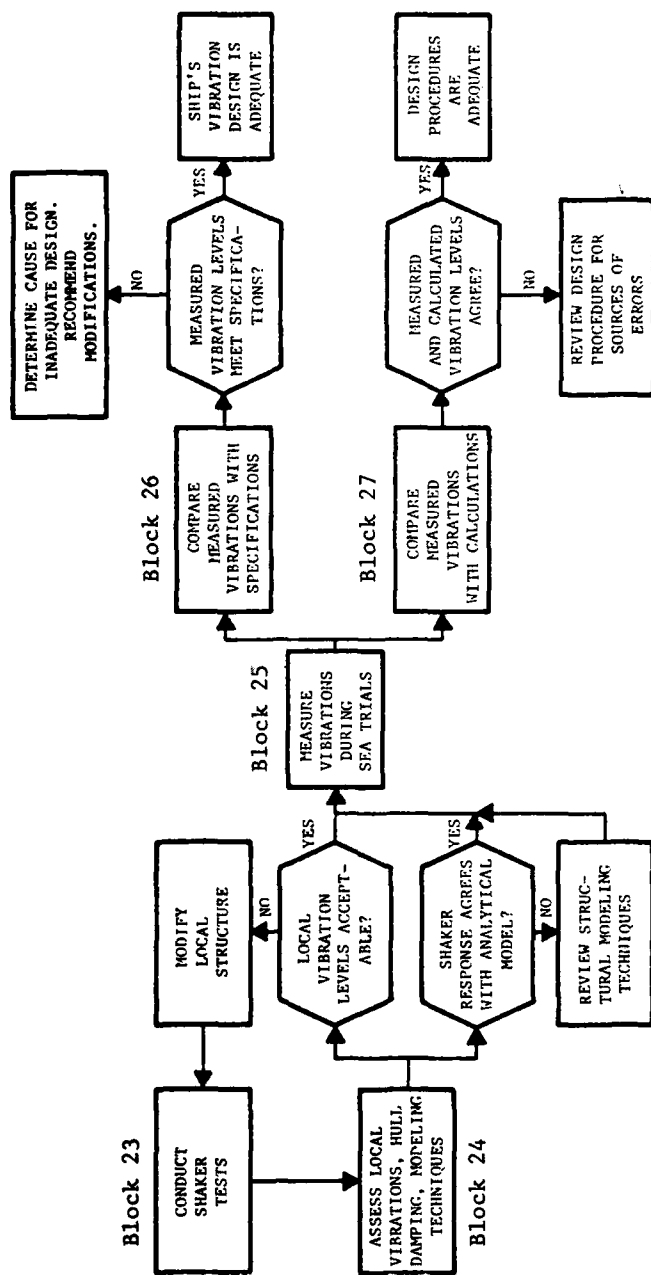 Block 23
CONDUCT
SHAKER
TESTS
MODIFY
LOCAL
STRUCTURE
ASSESS LOCAL
VIBRATIONS, HULL
DAMPING, MODELING
TECHNIQUES
Block 24
NO
LOCAL
VIBRATION
LEVELS ACCEPT-
ABLE?
YES
SHAKER
RESPONSE AGREES
WITH ANALYTICAL
MODEL?
YES
NO
REVIEW STRUC-
TURAL MODELING
TECHNIQUES
Block 25
MEASURE
VIBRATIONS
DURING
SEA TRIALS
Block 26
COMPARE
MEASURED
VIBRATIONS WITH
SPECIFICATIONS
DETERMINE CAUSE FOR
INADEQUATE DESIGN.
RECOMMEND
MODIFICATIONS.
NO
MEASURED
VIBRATION LEVELS
MEET SPECIFICA-
TIONS?
YES
SHIP'S
VIBRATION
DESIGN IS
ADEQUATE
Block 27
COMPARE
MEASURED
VIBRATIONS
WITH CALCULATIONS
MEASURED
AND CALCULATED
VIBRATION LEVELS
AGREE?
YES
DESIGN
PROCEDURES
ARE
ADEQUATE
NO
REVIEW DESIGN
PROCEDURE FOR
SOURCES OF
ERRORS